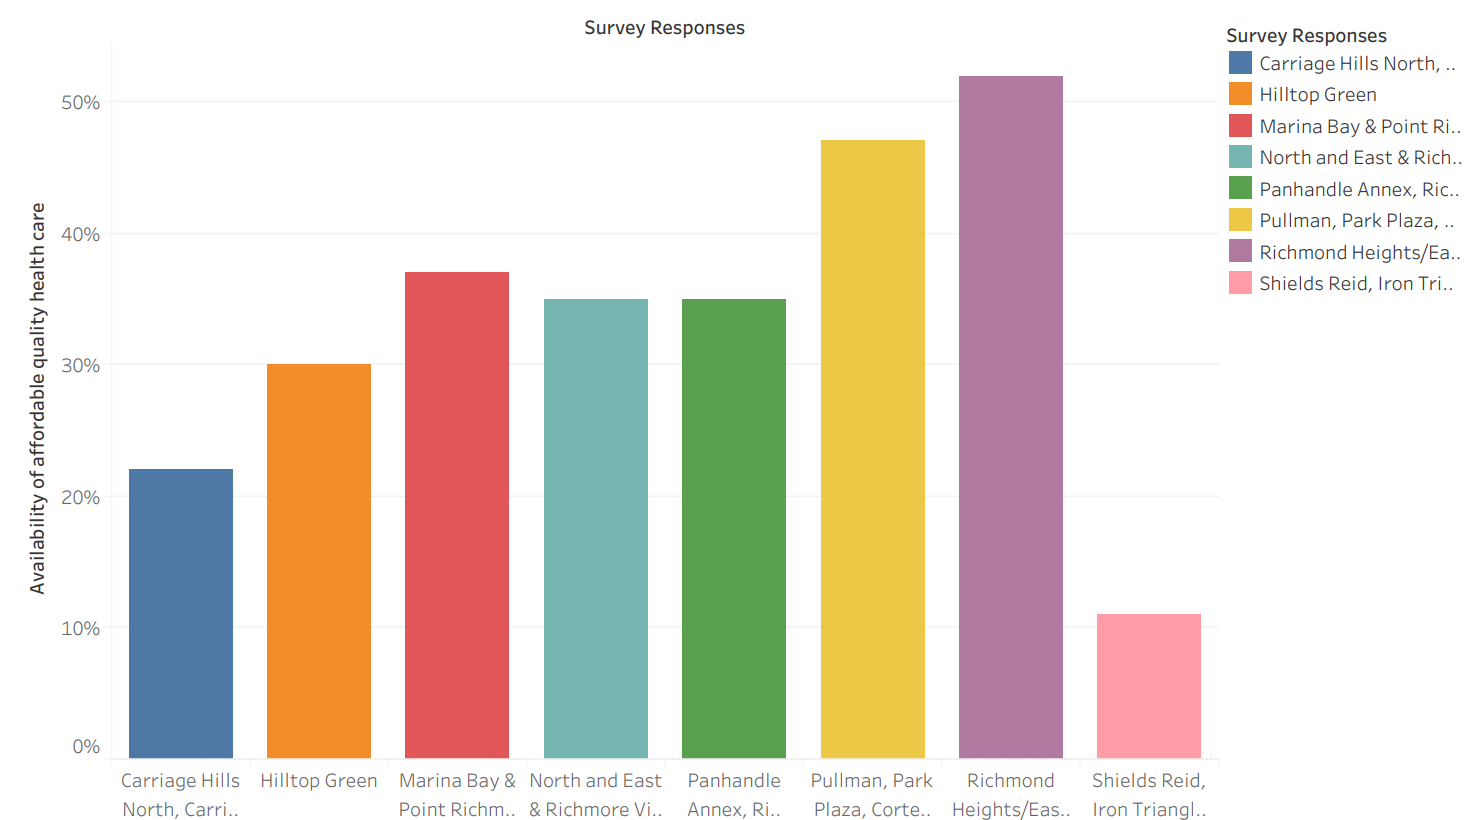 Survey Responses
Availability of affordable quality health care
50%
40%
30%
20%
10%
0%
Carriage Hills
North, Carri..
Hilltop Green
Marina Bay &
Point Richm..
North and East
& Richmore Vi..
Panhandle
Annex, Ri..
Pullman, Park
Plaza, Corte..
Richmond
Heights/Eas..
Shields Reid,
Iron Triangl..
Survey Responses
Carriage Hills North, ..
Hilltop Green
Marina Bay & Point Ri..
North and East & Rich..
Panhandle Annex, Ric..
Pullman, Park Plaza, ..
Richmond Heights/Ea..
Shields Reid, Iron Tri..